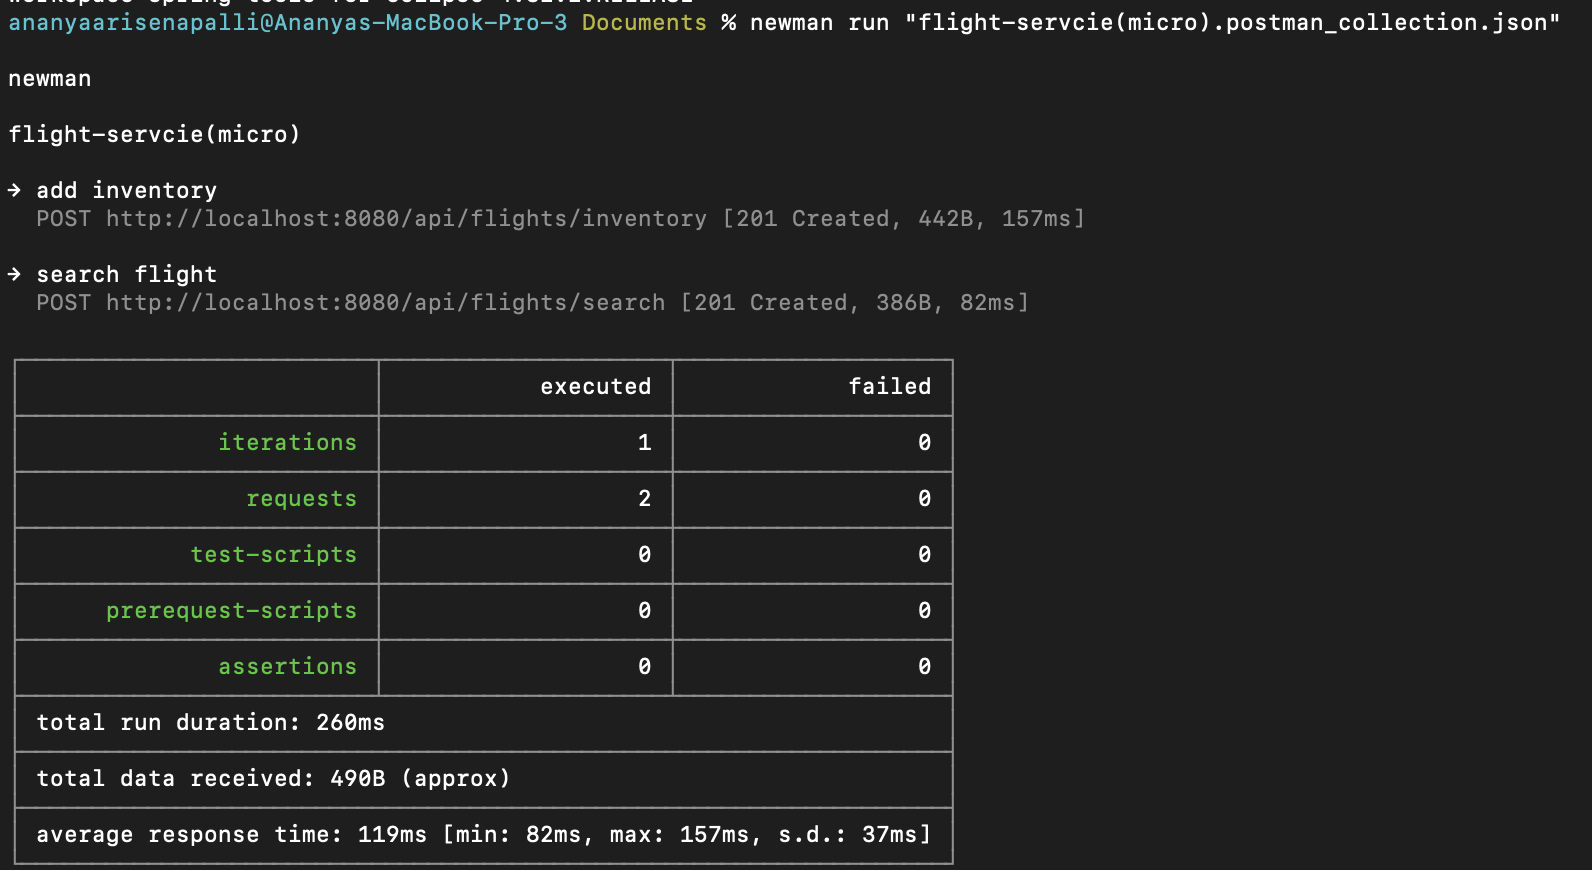 ananyaarisenapalli@Ananyas-MacBook-Pro-3 Documents % newman run "flight-servcie(micro).postman_collection.json"
newman
flight-servcie(micro)
→ add inventory
POST http://localhost:8080/api/flights/inventory [201 Created, 442B, 157ms]
→ search flight
POST http://localhost:8080/api/flights/search [201 Created, 386B, 82ms]
executed failed
iterations 1 0
requests 2 0
test-scripts 0 0
prerequest-scripts 0 0
assertions 0 0
total run duration: 260ms
total data received: 490B (approx)
average response time: 119ms [min: 82ms, max: 157ms, s.d.: 37ms]